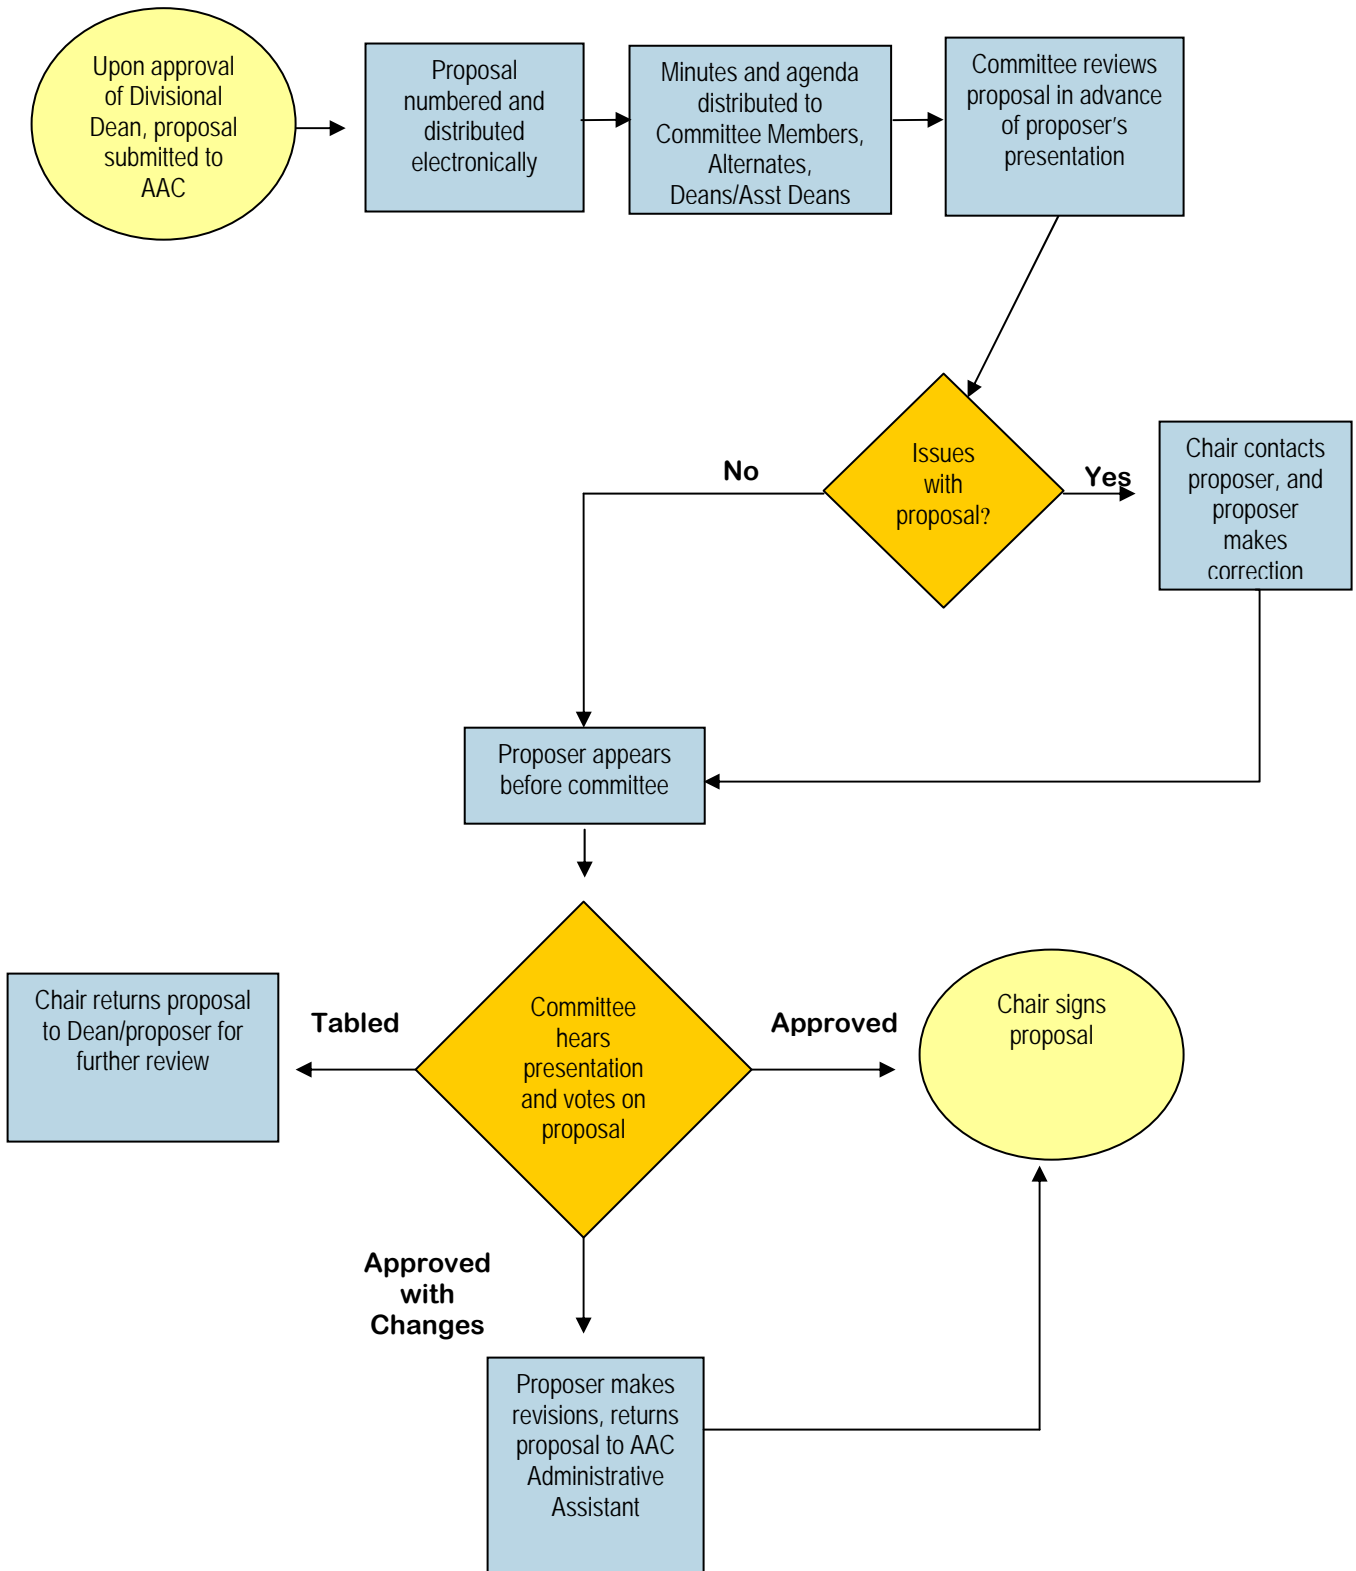 Upon approval
of Divisional
Dean, proposal
submitted to
AAC
Proposal
numbered and
distributed
electronically
Minutes and agenda
distributed to
Committee Members,
Alternates,
Deans/Asst Deans
Committee reviews
proposal in advance
of proposer's
presentation
Issues
with
proposal?
No
Yes
Chair contacts
proposer, and
proposer
makes
correction
Proposer appears
before committee
Committee
hears
presentation
and votes on
proposal
Tabled
Chair returns proposal
to Dean/proposer for
further review
Approved
Chair signs
proposal
Approved
with
Changes
Proposer makes
revisions, returns
proposal to AAC
Administrative
Assistant